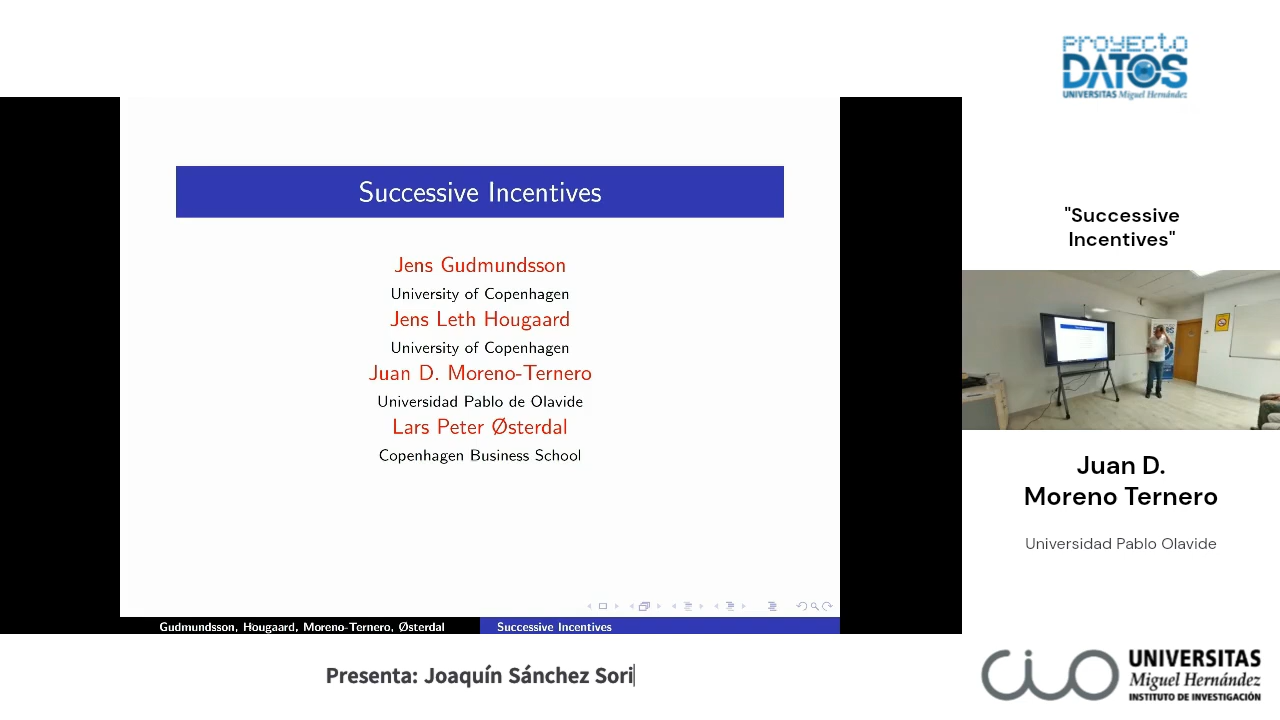 PROYECTO
DATOS
UNIVERSITAS Miguel Hernández
Successive Incentives
Jens Gudmundsson
University of Copenhagen
Jens Leth Hougaard
University of Copenhagen
Juan D. Moreno-Ternero
Universidad Pablo de Olavide
Lars Peter Østerdal
Copenhagen Business School
Gudmundsson, Hougaard, Moreno-Ternero, Østerdal
Successive Incentives
"Successive
Incentives"
Juan D.
Moreno Ternero
Universidad Pablo Olavide
Presenta: Joaquín Sánchez Sori
cio
UNIVERSITAS
Miguel Hernández
INSTITUTO DE INVESTIGACIÓN